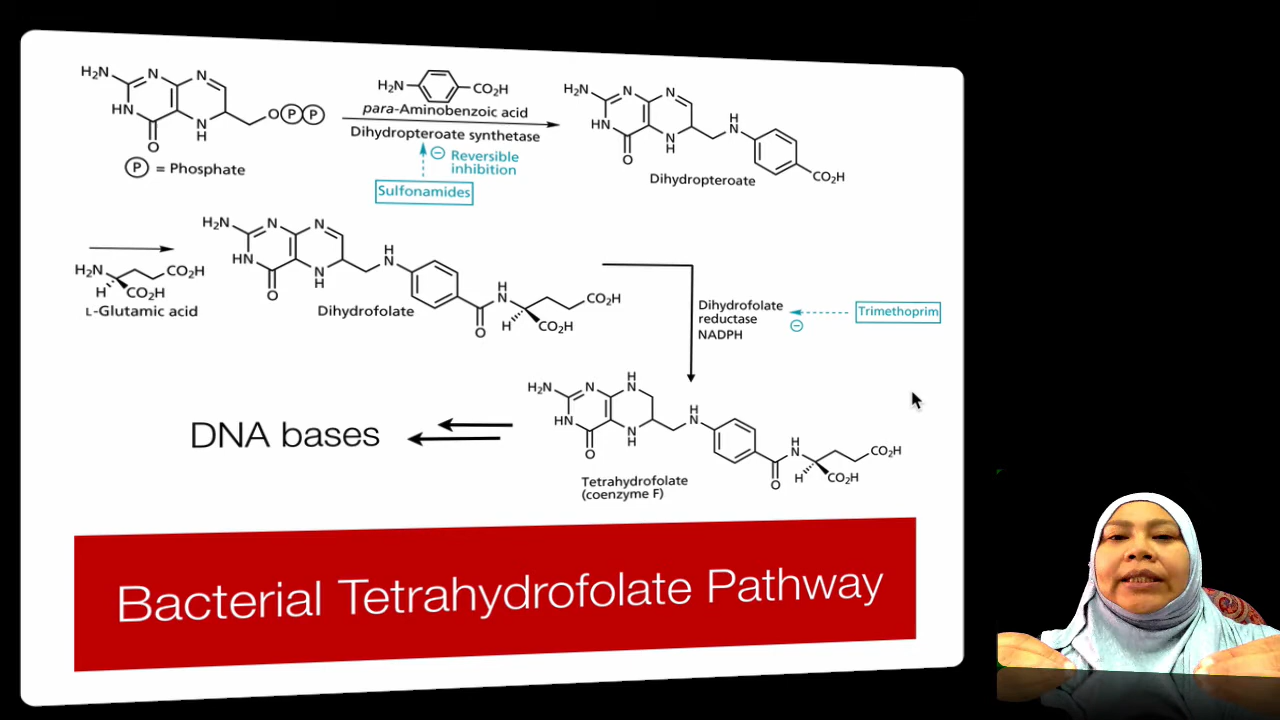 H₂N N N
HN N H O P P
O
P = Phosphate
H₂N CO₂H
para-Aminobenzoic acid
Dihydropteroate synthetase
− Reversible
inhibition
Sulfonamides
H₂N N N
HN N H H N
O
CO₂H
Dihydropteroate
H₂N CO₂H
H CO₂H
L-Glutamic acid
H₂N N N
HN N H H N
O
Dihydrofolate
O H N CO₂H
H CO₂H
Dihydrofolate
reductase
NADPH
−
Trimethoprim
DNA bases
H₂N N H N
HN N H H N
O
O H N CO₂H
H CO₂H
Tetrahydrofolate
(coenzyme F)
Bacterial Tetrahydrofolate Pathway